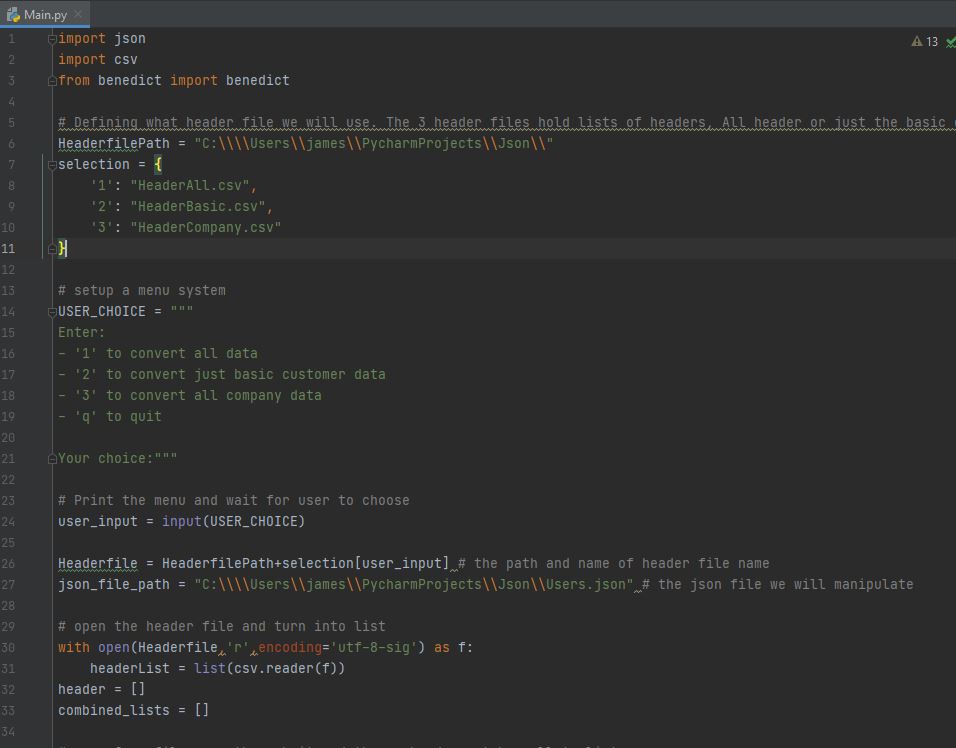 Main.py
13
1 import json
2 import csv
3 from benedict import benedict
4
5 # Defining what header file we will use. The 3 header files hold lists of headers, All header or just the basic
6 HeaderfilePath = "C:\\\\Users\\james\\PycharmProjects\\Json\\"
7 selection = {
8     '1': "HeaderAll.csv",
9     '2': "HeaderBasic.csv",
10     '3': "HeaderCompany.csv"
11 }
12
13 # setup a menu system
14 USER_CHOICE = """
15 Enter:
16 - '1' to convert all data
17 - '2' to convert just basic customer data
18 - '3' to convert all company data
19 - 'q' to quit
20
21 Your choice:"""
22
23 # Print the menu and wait for user to choose
24 user_input = input(USER_CHOICE)
25
26 Headerfile = HeaderfilePath+selection[user_input] # the path and name of header file name
27 json_file_path = "C:\\\\Users\\james\\PycharmProjects\\Json\\Users.json" # the json file we will manipulate
28
29 # open the header file and turn into list
30 with open(Headerfile,'r',encoding='utf-8-sig') as f:
31     headerList = list(csv.reader(f))
32 header = []
33 combined_lists = []
34